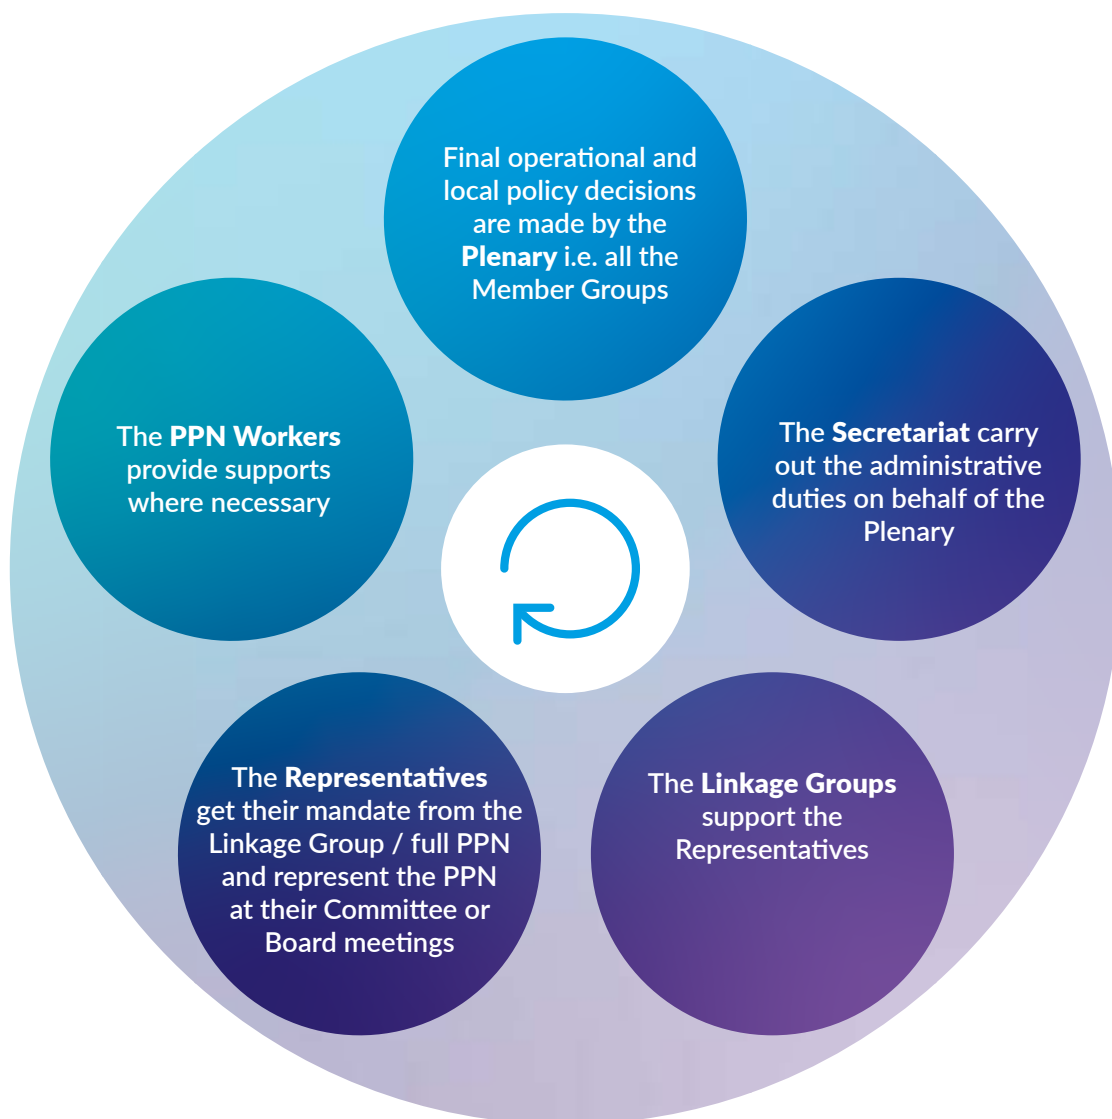 Final operational and
local policy decisions
are made by the
Plenary i.e. all the
Member Groups
The Secretariat carry
out the administrative
duties on behalf of the
Plenary
The Linkage Groups
support the
Representatives
The Representatives
get their mandate from the
Linkage Group / full PPN
and represent the PPN
at their Committee or
Board meetings
The PPN Workers
provide supports
where necessary